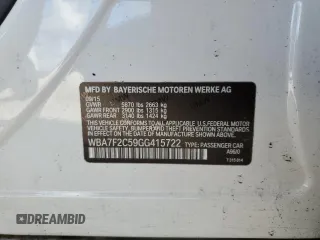 MFD BY BAYERISCHE MOTOREN WERKE AG
09/15
GVWR 5870 lbs 2663 kg
GAWR FRONT 2900 lbs 1315 kg
GAWR REAR 3140 lbs 1424 kg
THIS VEHICLE CONFORMS TO ALL APPLICABLE FEDERAL MOTOR
VEHICLE SAFETY, BUMPER, AND THEFT PREVENTION STANDARDS IN
EFFECT ON THE DATE OF MANUFACTURE SHOWN ABOVE.
WBA7F2C59GG415722 TYPE: PASSENGER CAR
DREAMBID